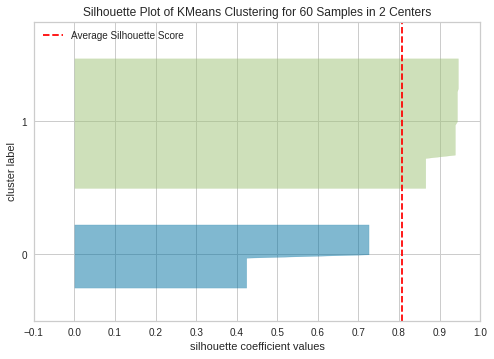 Silhouette Plot of KMeans Clustering for 60 Samples in 2 Centers
Average Silhouette Score
cluster label
1
0
-0.1 0.0 0.1 0.2 0.3 0.4 0.5 0.6 0.7 0.8 0.9 1.0
silhouette coefficient values